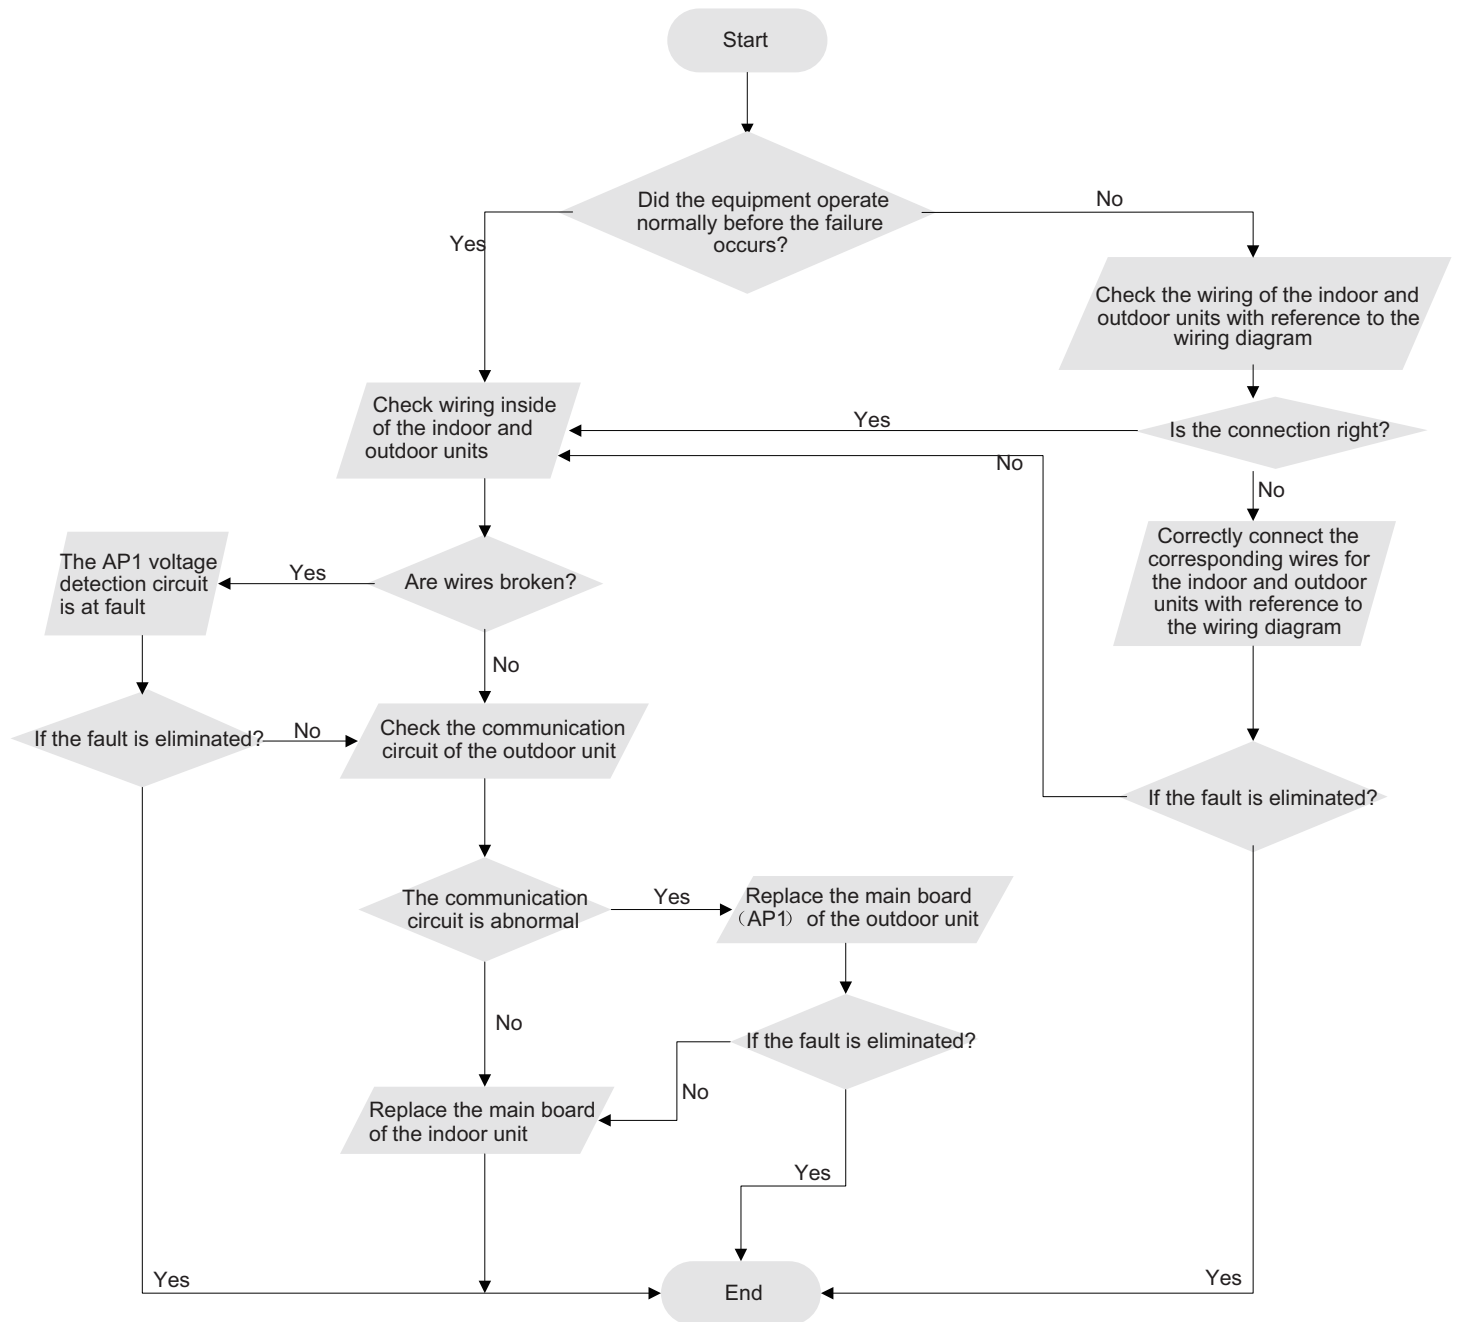 Start
Did the equipment operate
normally before the failure
occurs?
No
Yes
Check the wiring of the indoor and
outdoor units with reference to the
wiring diagram
Check wiring inside
of the indoor and
outdoor units
Yes
Is the connection right?
No
No
Correctly connect the
corresponding wires for
the indoor and outdoor
units with reference to
the wiring diagram
The AP1 voltage
detection circuit
is at fault
Yes
Are wires broken?
No
If the fault is eliminated?
No
Check the communication
circuit of the outdoor unit
If the fault is eliminated?
The communication
circuit is abnormal
Yes
Replace the main board
（AP1） of the outdoor unit
No
If the fault is eliminated?
No
Replace the main board
of the indoor unit
Yes
Yes
End
Yes